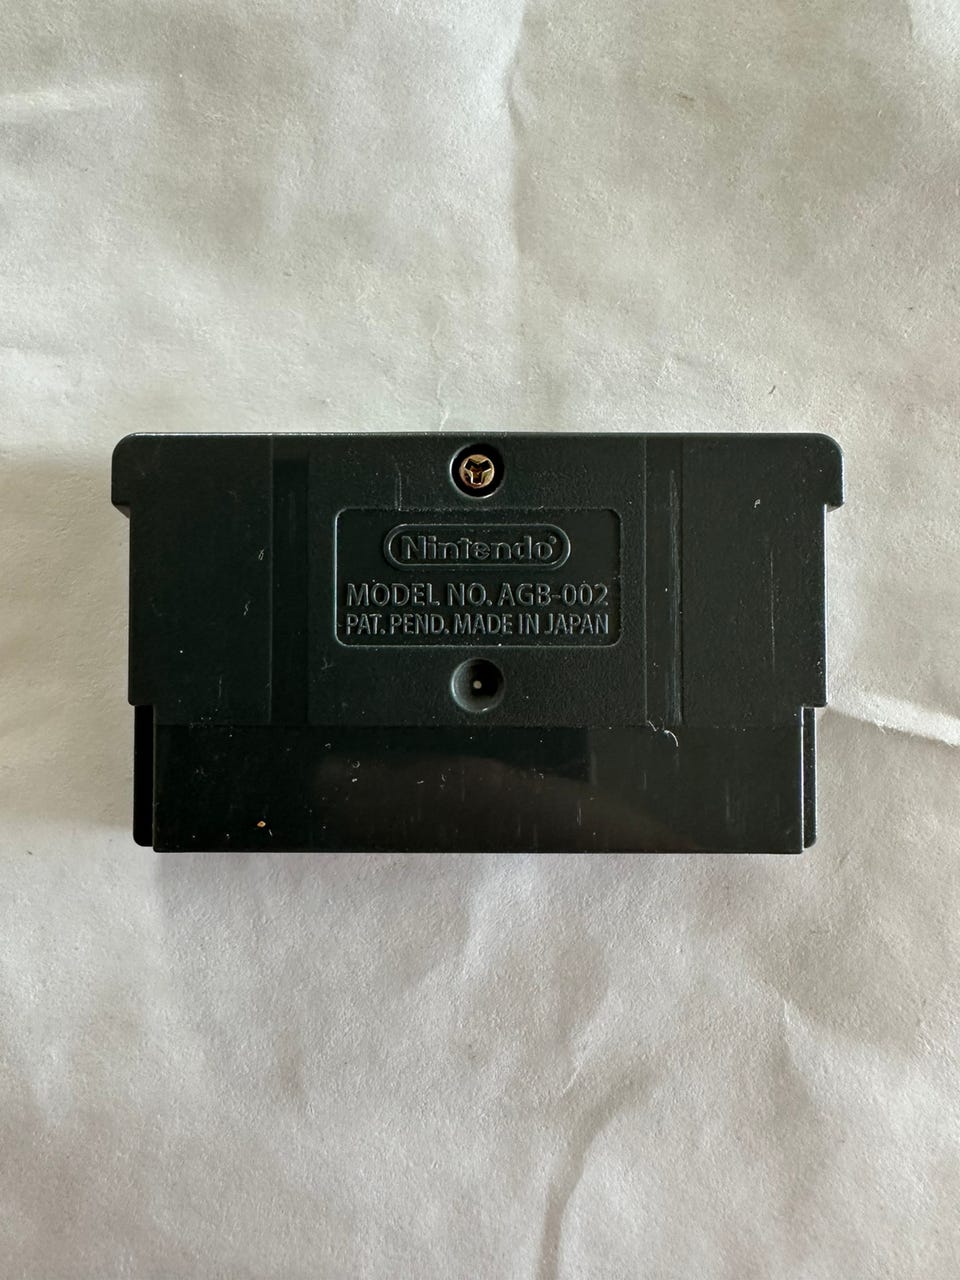 Nintendo®
MODEL NO. AGB-002
PAT. PEND. MADE IN JAPAN